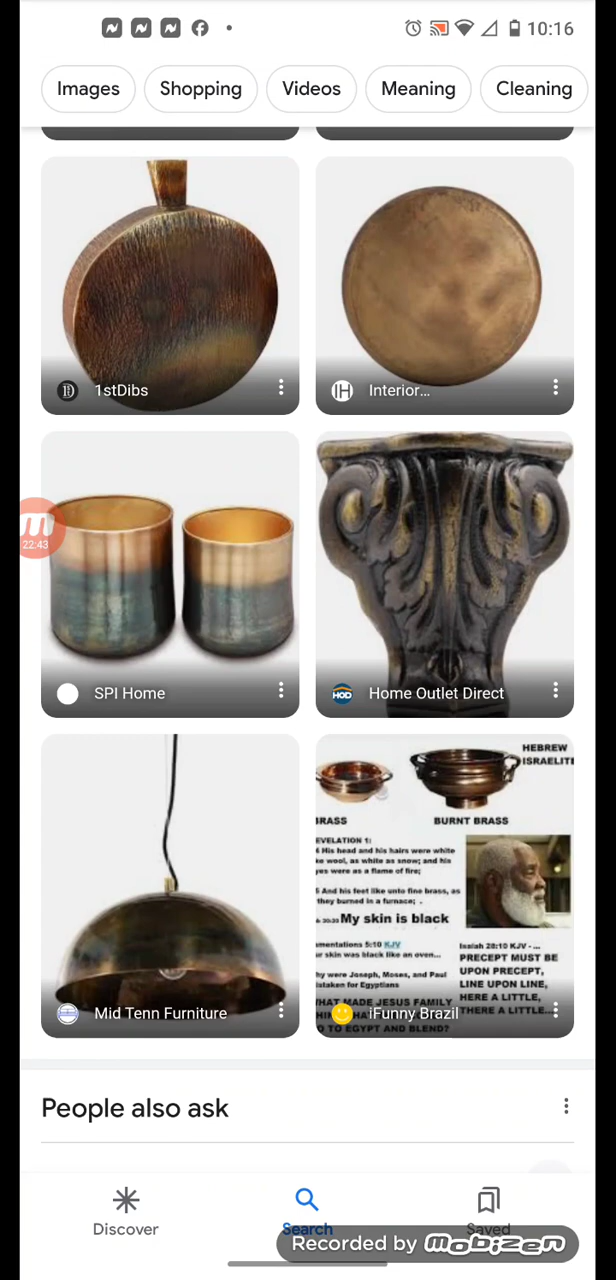 10:16
Images
Shopping
Videos
Meaning
Cleaning
1stDibs
Interior...
22:43
SPI Home
HOD Home Outlet Direct
Mid Tenn Furniture
HEBREW
ISRAELITE
BRASS
BURNT BRASS
EVELATION 1:
His head and his hairs were white
ke wool, as white as snow; and his
yes were as a flame of fire;
And his feet like unto fine brass, as
they burned in a furnace;
My skin is black
mentations 5:10 KJV
ur skin was black like an oven...
hy were Joseph, Moses, and Paul
istaken for Egyptians
HAT MADE JESUS FAMILY
TO EGYPT AND BLEND?
Isaiah 28:10 KJV - ...
PRECEPT MUST BE
UPON PRECEPT,
LINE UPON LINE,
HERE A LITTLE,
THERE A LITTLE...
iFunny Brazil
People also ask
Discover
Search
Saved
Recorded by mobizen